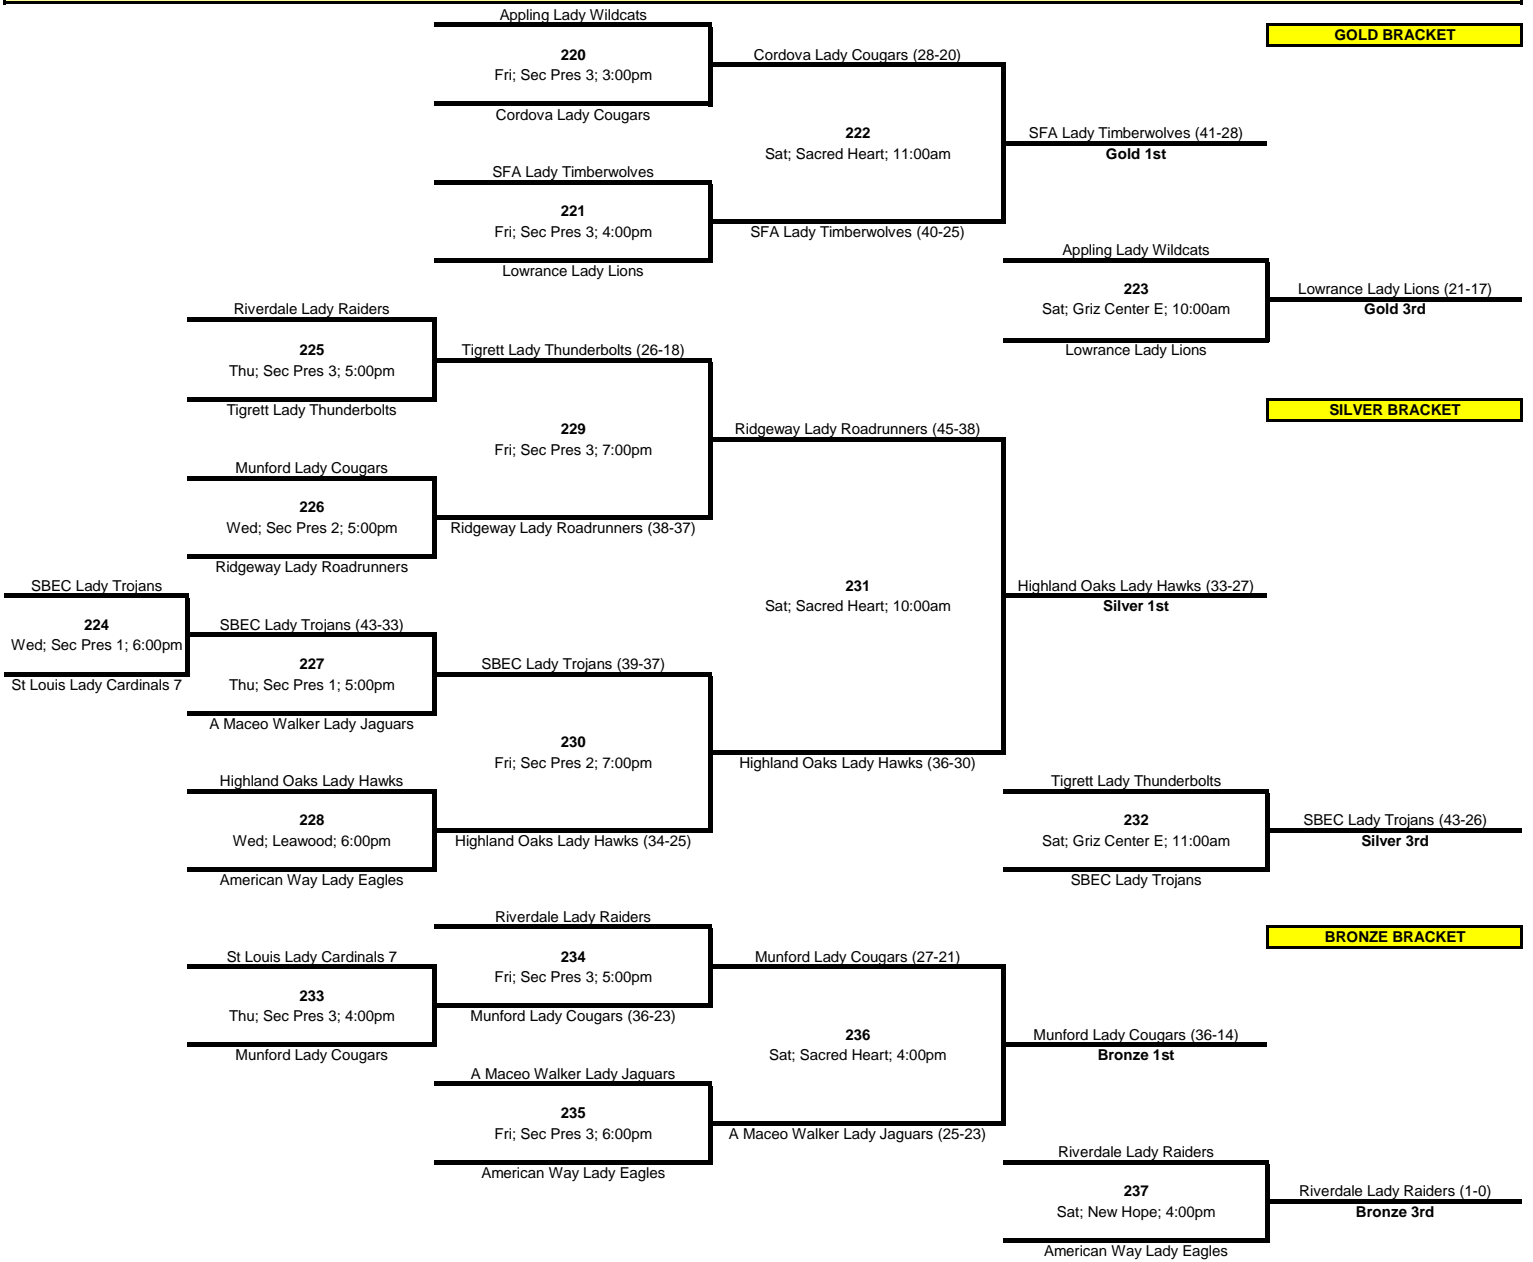 Appling Lady Wildcats
GOLD BRACKET
220
Fri; Sec Pres 3; 3:00pm
Cordova Lady Cougars (28-20)
Cordova Lady Cougars
222
Sat; Sacred Heart; 11:00am
SFA Lady Timberwolves (41-28)
Gold 1st
SFA Lady Timberwolves
221
Fri; Sec Pres 3; 4:00pm
SFA Lady Timberwolves (40-25)
Lowrance Lady Lions
Appling Lady Wildcats
223
Sat; Griz Center E; 10:00am
Lowrance Lady Lions (21-17)
Gold 3rd
Lowrance Lady Lions
SILVER BRACKET
Riverdale Lady Raiders
225
Thu; Sec Pres 3; 5:00pm
Tigrett Lady Thunderbolts (26-18)
Tigrett Lady Thunderbolts
229
Fri; Sec Pres 3; 7:00pm
Ridgeway Lady Roadrunners (45-38)
Munford Lady Cougars
226
Wed; Sec Pres 2; 5:00pm
Ridgeway Lady Roadrunners (38-37)
Ridgeway Lady Roadrunners
SBEC Lady Trojans
224
Wed; Sec Pres 1; 6:00pm
St Louis Lady Cardinals 7
SBEC Lady Trojans (43-33)
227
Thu; Sec Pres 1; 5:00pm
A Maceo Walker Lady Jaguars
SBEC Lady Trojans (39-37)
231
Sat; Sacred Heart; 10:00am
Highland Oaks Lady Hawks (33-27)
Silver 1st
230
Fri; Sec Pres 2; 7:00pm
Highland Oaks Lady Hawks (36-30)
Highland Oaks Lady Hawks
228
Wed; Leawood; 6:00pm
Highland Oaks Lady Hawks (34-25)
American Way Lady Eagles
Tigrett Lady Thunderbolts
232
Sat; Griz Center E; 11:00am
SBEC Lady Trojans (43-26)
Silver 3rd
SBEC Lady Trojans
BRONZE BRACKET
Riverdale Lady Raiders
234
Fri; Sec Pres 3; 5:00pm
Munford Lady Cougars (27-21)
St Louis Lady Cardinals 7
233
Thu; Sec Pres 3; 4:00pm
Munford Lady Cougars (36-23)
Munford Lady Cougars
236
Sat; Sacred Heart; 4:00pm
Munford Lady Cougars (36-14)
Bronze 1st
A Maceo Walker Lady Jaguars
235
Fri; Sec Pres 3; 6:00pm
A Maceo Walker Lady Jaguars (25-23)
American Way Lady Eagles
Riverdale Lady Raiders
237
Sat; New Hope; 4:00pm
Riverdale Lady Raiders (1-0)
Bronze 3rd
American Way Lady Eagles